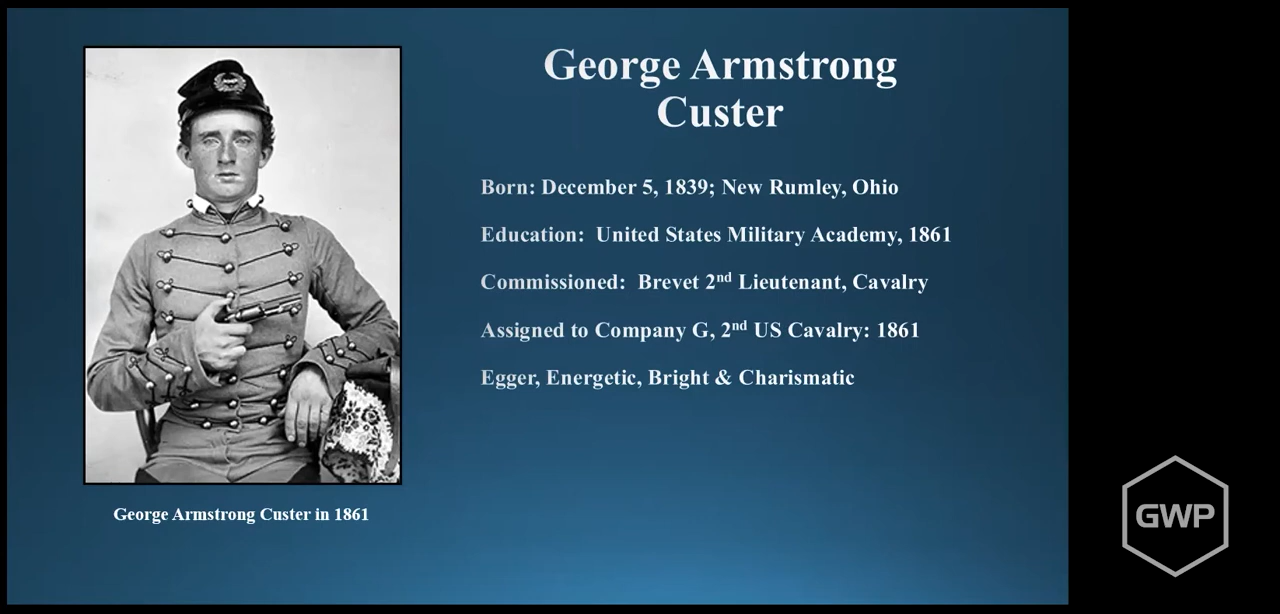 George Armstrong
Custer
Born: December 5, 1839; New Rumley, Ohio
Education: United States Military Academy, 1861
Commissioned: Brevet 2nd Lieutenant, Cavalry
Assigned to Company G, 2nd US Cavalry: 1861
Egger, Energetic, Bright & Charismatic
George Armstrong Custer in 1861
GWP